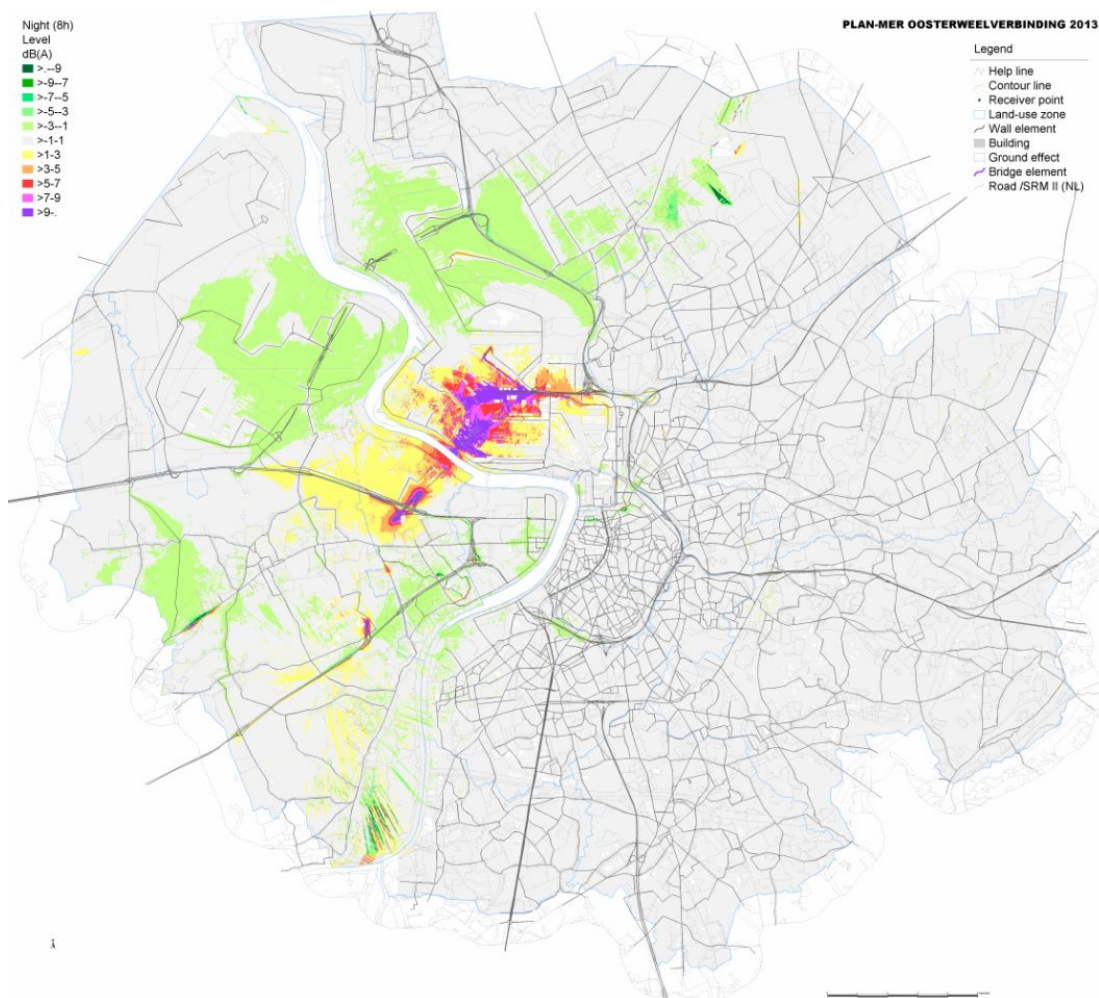 Night (8h)
Level
dB(A)
>.--9
>-9--7
>-7--5
>-5--3
>-3--1
>-1-1
>1-3
>3-5
>5-7
>7-9
>9-.
PLAN-MER OOSTERWEELVERBINDING 2013
Legend
Help line
Contour line
Receiver point
Land-use zone
Wall element
Building
Ground effect
Bridge element
Road /SRM II (NL)